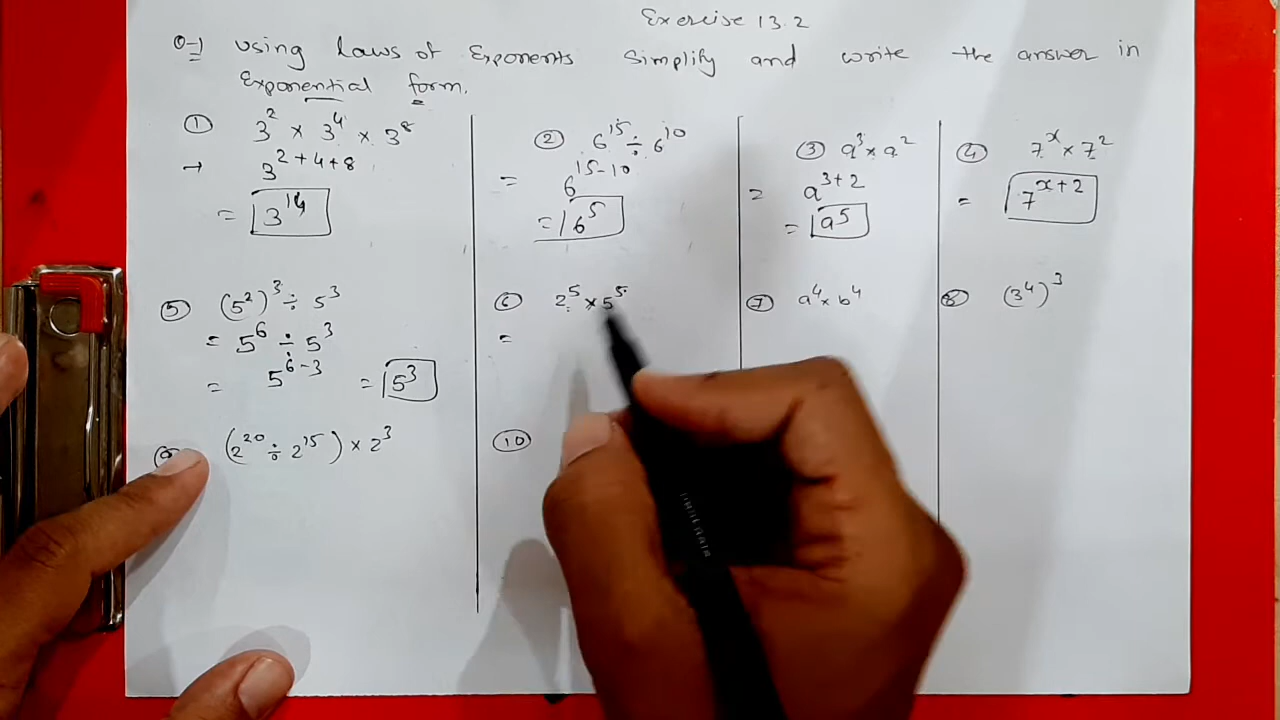 Exercise 13.2
Q-1 using Laws of Exponents Simplify and write the answer in
Exponential form.
① 3² × 3⁴ × 3⁸
→ 3²⁺⁴⁺⁸
= 3¹⁴
② 6¹⁵ ÷ 6¹⁰
= 6¹⁵⁻¹⁰
= 6⁵
③ a³ × a²
= a³⁺²
= a⁵
④ 7ˣ × 7²
= 7ˣ⁺²
⑤ (5²)³ ÷ 5³
= 5⁶ ÷ 5³
= 5⁶⁻³ = 5³
⑥ 2⁵ × 5⁵
=
⑦ a⁴ × b⁴
⑧ (3⁴)³
(2²⁰ ÷ 2¹⁵) × 2³
⑩